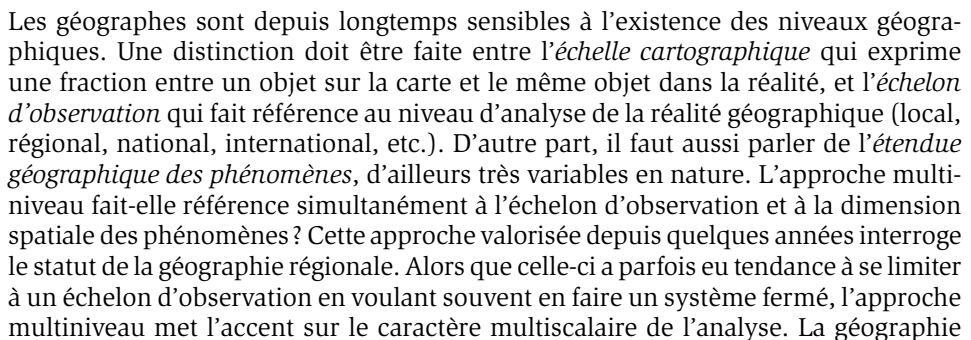 Les géographes sont depuis longtemps sensibles à l’existence des niveaux géogra-
phiques. Une distinction doit être faite entre l’échelle cartographique qui exprime
une fraction entre un objet sur la carte et le même objet dans la réalité, et l’échelon
d’observation qui fait référence au niveau d’analyse de la réalité géographique (local,
régional, national, international, etc.). D’autre part, il faut aussi parler de l’étendue
géographique des phénomènes, d’ailleurs très variables en nature. L’approche multi-
niveau fait-elle référence simultanément à l’échelon d’observation et à la dimension
spatiale des phénomènes ? Cette approche valorisée depuis quelques années interroge
le statut de la géographie régionale. Alors que celle-ci a parfois eu tendance à se limiter
à un échelon d’observation en voulant souvent en faire un système fermé, l’approche
multiniveau met l’accent sur le caractère multiscalaire de l’analyse. La géographie